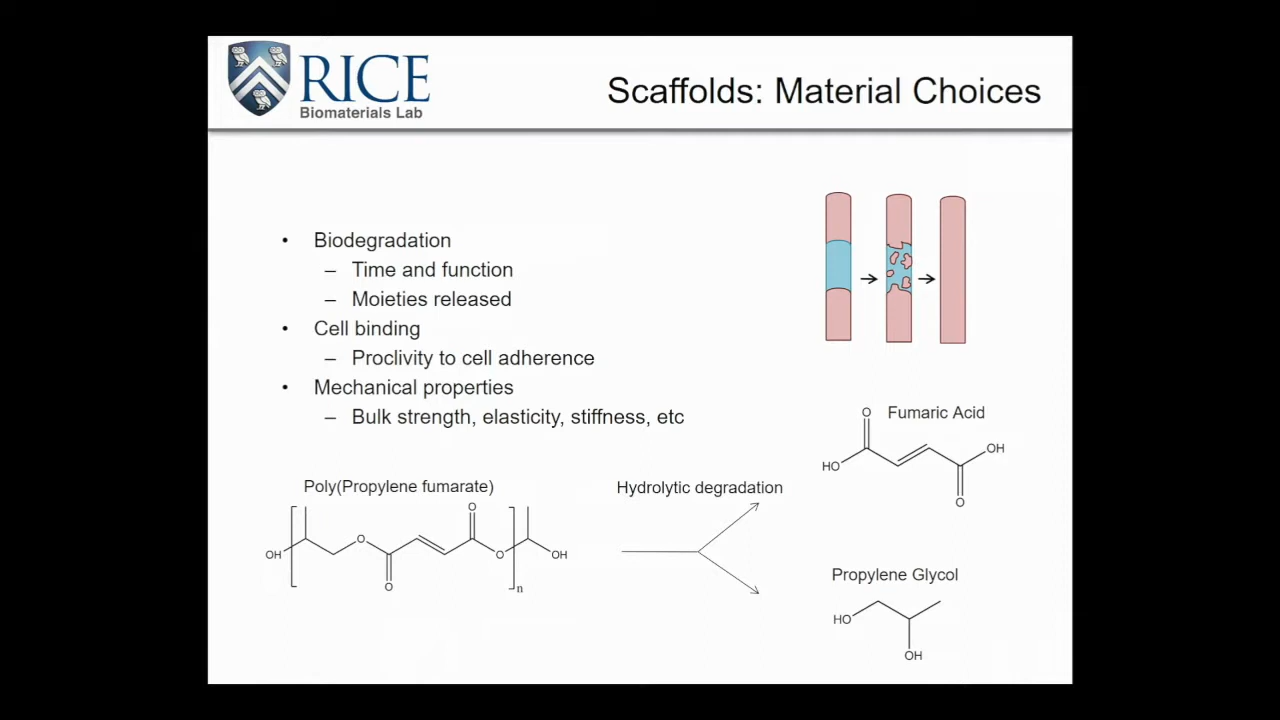 RICE
Biomaterials Lab
Scaffolds: Material Choices
• Biodegradation
– Time and function
– Moieties released
• Cell binding
– Proclivity to cell adherence
• Mechanical properties
– Bulk strength, elasticity, stiffness, etc
Fumaric Acid
O
HO
OH
O
Poly(Propylene fumarate)
O
OH
O
O
O
OH
n
Hydrolytic degradation
Propylene Glycol
HO
OH